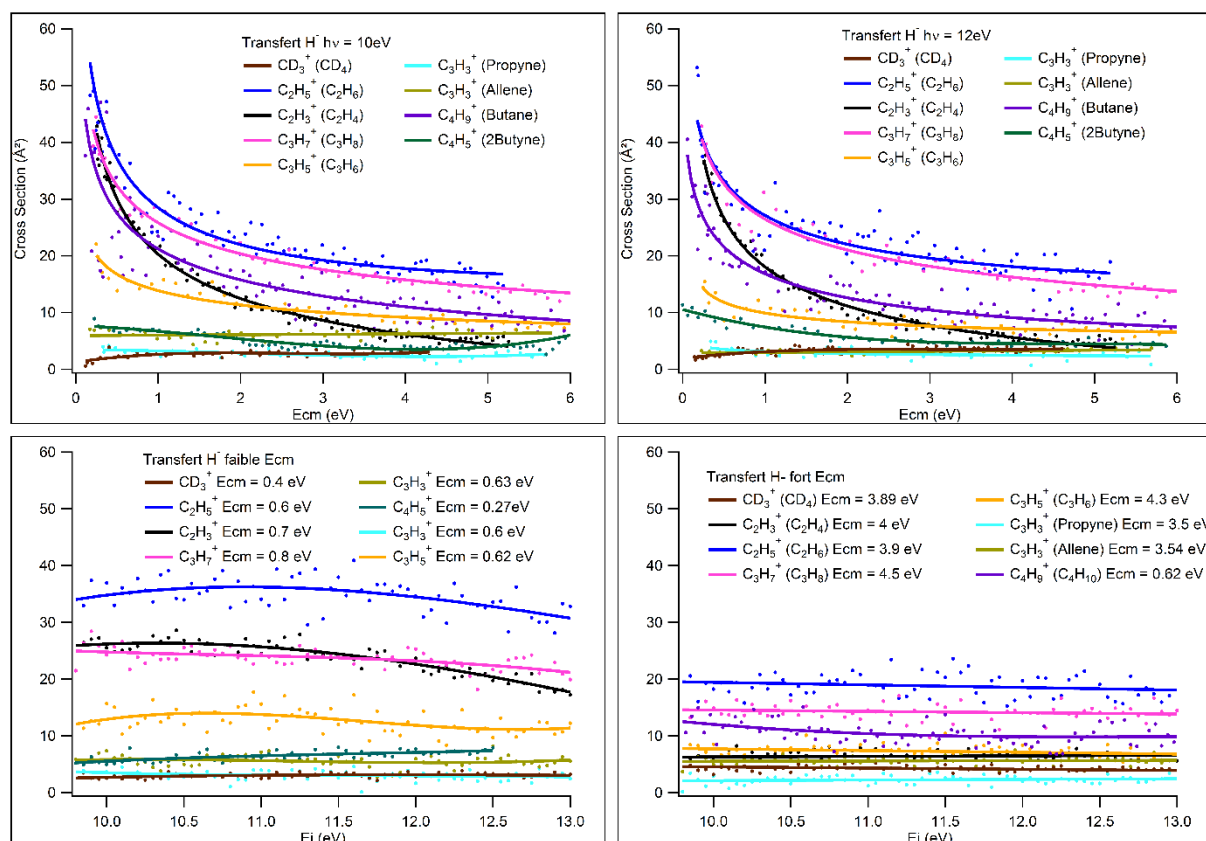 Transfert H⁻ hν = 10eV
CD₃⁺ (CD₄)
C₂H₅⁺ (C₂H₆)
C₂H₃⁺ (C₂H₄)
C₃H₇⁺ (C₃H₈)
C₃H₅⁺ (C₃H₆)
C₃H₃⁺ (Propyne)
C₃H₃⁺ (Allene)
C₄H₉⁺ (Butane)
C₄H₅⁺ (2Butyne)
Cross Section (Å²)
60
50
40
30
20
10
0
0 1 2 3 4 5 6
Ecm (eV)
Transfert H⁻ hν = 12eV
CD₃⁺ (CD₄)
C₂H₅⁺ (C₂H₆)
C₂H₃⁺ (C₂H₄)
C₃H₇⁺ (C₃H₈)
C₃H₅⁺ (C₃H₆)
C₃H₃⁺ (Propyne)
C₃H₃⁺ (Allene)
C₄H₉⁺ (Butane)
C₄H₅⁺ (2Butyne)
Cross Section (Å²)
60
50
40
30
20
10
0
0 1 2 3 4 5 6
Ecm (eV)
Transfert H⁻ faible Ecm
CD₃⁺ Ecm = 0.4 eV
C₂H₅⁺ Ecm = 0.6 eV
C₂H₃⁺ Ecm = 0.7 eV
C₃H₇⁺ Ecm = 0.8 eV
C₃H₃⁺ Ecm = 0.63 eV
C₄H₅⁺ Ecm = 0.27eV
C₃H₃⁺ Ecm = 0.6 eV
C₃H₅⁺ Ecm = 0.62 eV
60
50
40
30
20
10
0
10.0 10.5 11.0 11.5 12.0 12.5 13.0
Ei (eV)
Transfert H- fort Ecm
CD₃⁺ (CD₄) Ecm = 3.89 eV
C₂H₃⁺ (C₂H₄) Ecm = 4 eV
C₂H₅⁺ (C₂H₆) Ecm = 3.9 eV
C₃H₇⁺ (C₃H₈) Ecm = 4.5 eV
C₃H₅⁺ (C₃H₆) Ecm = 4.3 eV
C₃H₃⁺ (Propyne) Ecm = 3.5 eV
C₃H₃⁺ (Allene) Ecm = 3.54 eV
C₄H₉⁺ (C₄H₁₀) Ecm = 0.62 eV
60
50
40
30
20
10
0
10.0 10.5 11.0 11.5 12.0 12.5 13.0
Ei (eV)